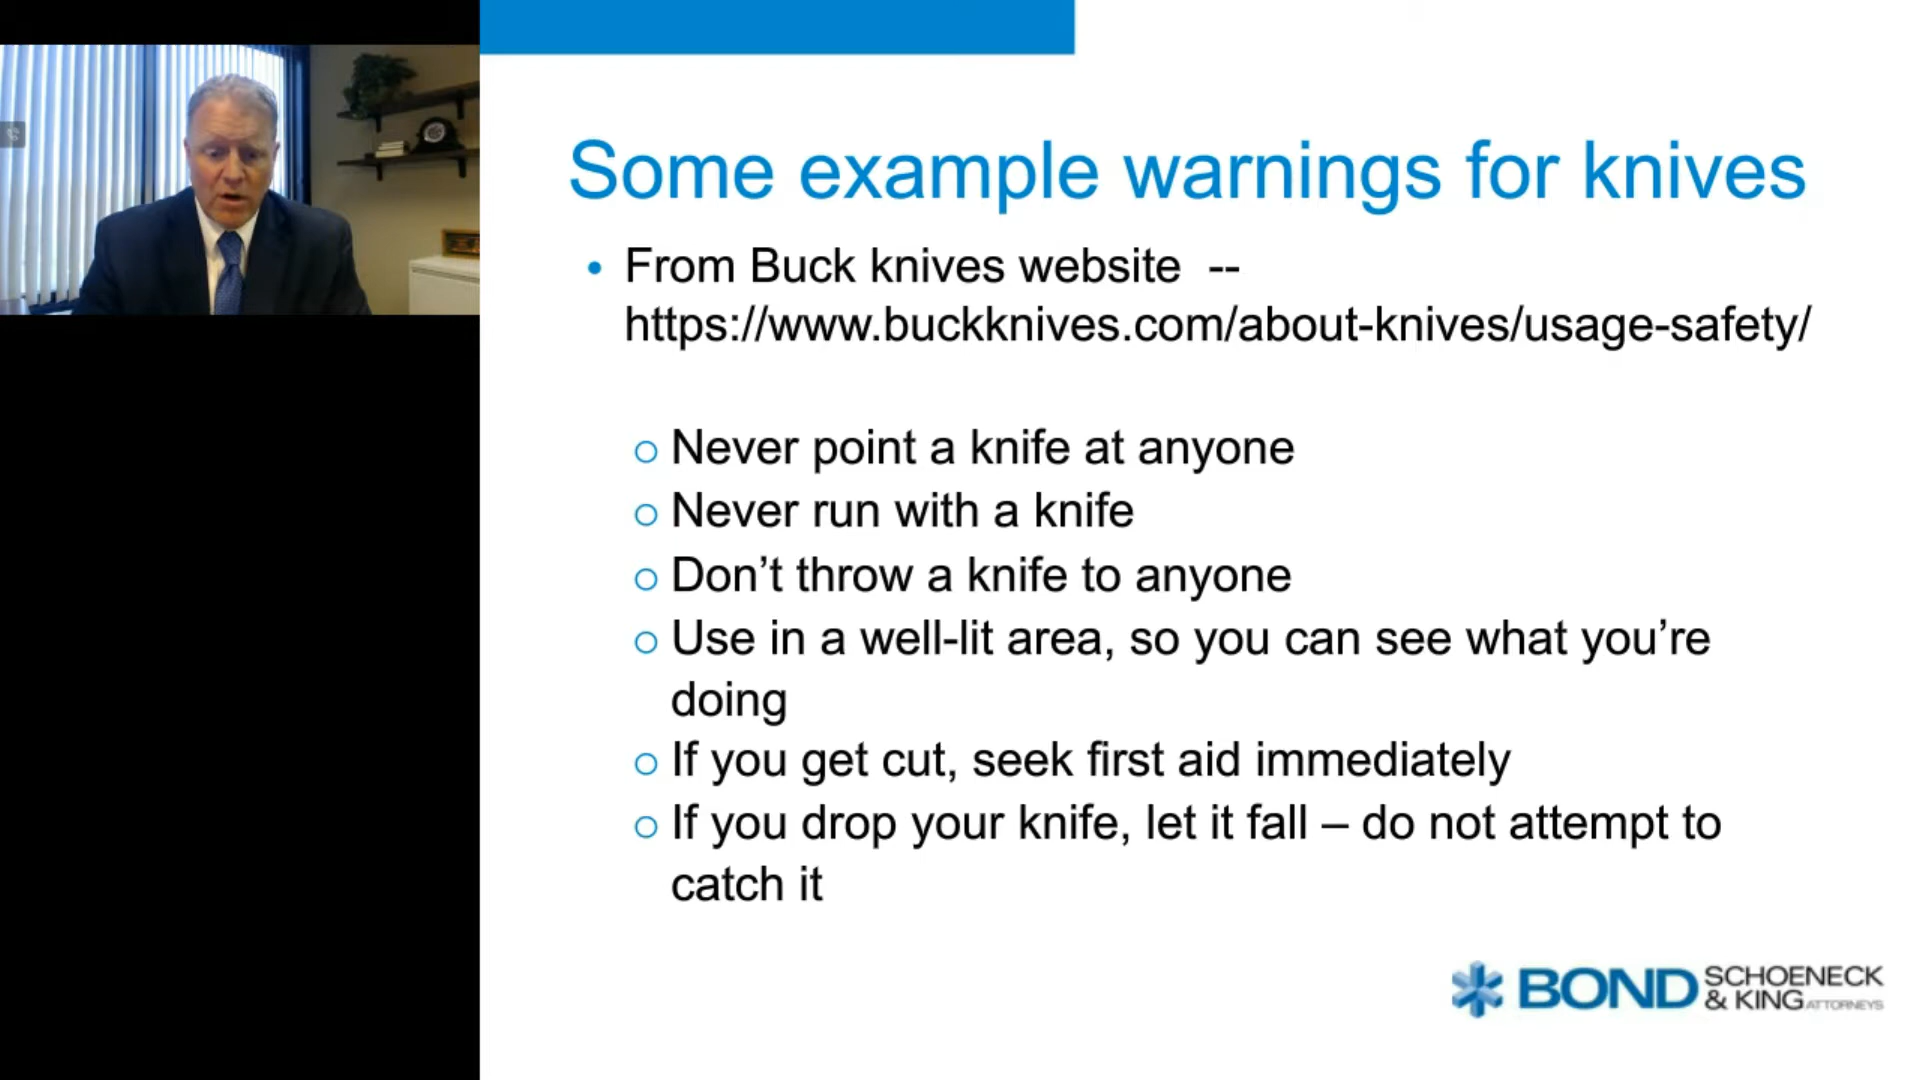 Some example warnings for knives
• From Buck knives website --
https://www.buckknives.com/about-knives/usage-safety/
○ Never point a knife at anyone
○ Never run with a knife
○ Don’t throw a knife to anyone
○ Use in a well-lit area, so you can see what you’re
doing
○ If you get cut, seek first aid immediately
○ If you drop your knife, let it fall – do not attempt to
catch it
BOND SCHOENECK
& KING ATTORNEYS